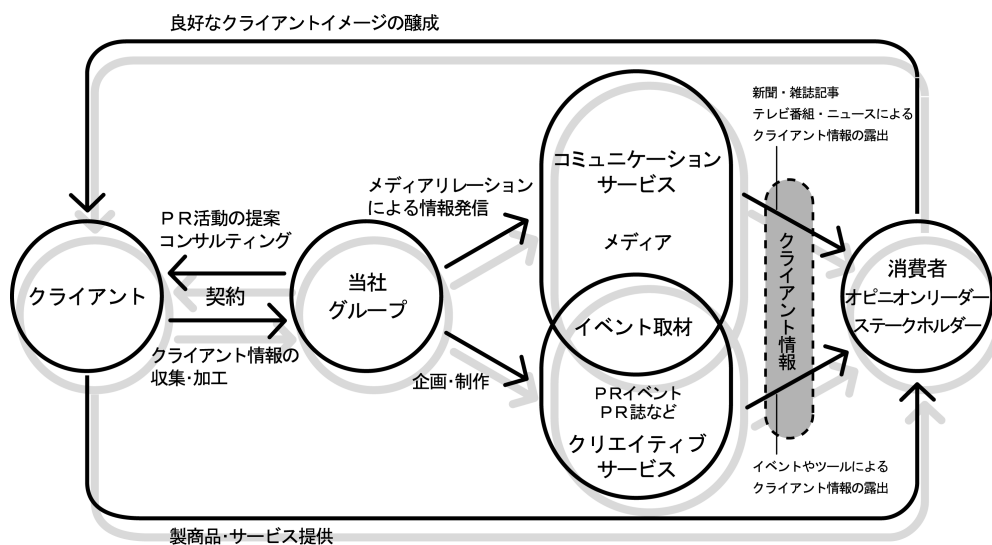 良好なクライアントイメージの醸成
新聞・雑誌記事
テレビ番組・ニュースによる
クライアント情報の露出
コミュニケーション
サービス
メディア
メディアリレーション
による情報発信
ＰＲ活動の提案
コンサルティング
クライアント
契約
当社
グループ
クライアント情報の
収集・加工
企画・制作
イベント取材
ＰＲイベント
ＰＲ誌など
クリエイティブ
サービス
クライアント情報
消費者
オピニオンリーダー
ステークホルダー
イベントやツールによる
クライアント情報の露出
製商品・サービス提供